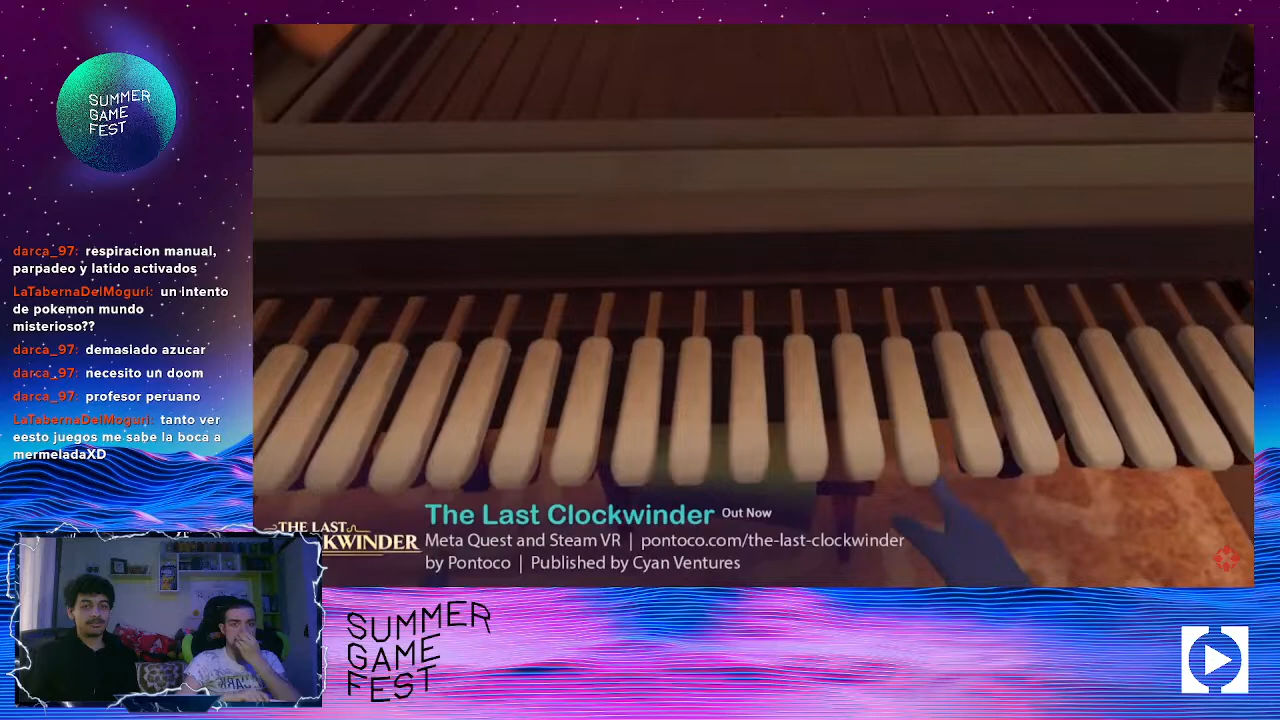 SUMMER
GAME
FEST
darca_97: respiracion manual,
parpadeo y latido activados
LaTabernaDelMoguri: un intento
de pokemon mundo
misterioso??
darca_97: demasiado azucar
darca_97: necesito un doom
darca_97: profesor peruano
LaTabernaDelMoguri: tanto ver
eesto juegos me sabe la boca a
mermeladaXD
The Last Clockwinder Out Now
Meta Quest and Steam VR | pontoco.com/the-last-clockwinder
by Pontoco | Published by Cyan Ventures
THE LAST
KWINDER
SUMMER
GAME
FEST